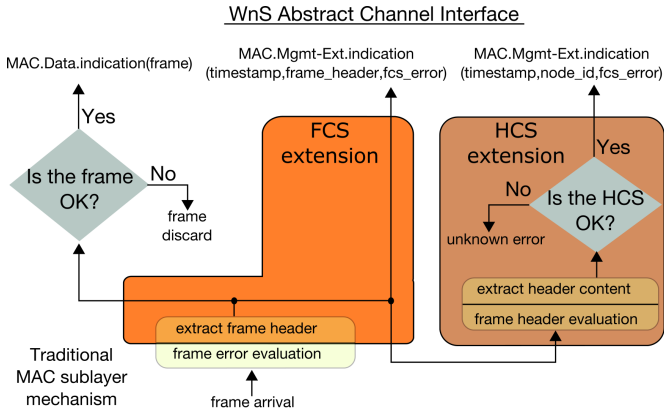 WnS Abstract Channel Interface
MAC.Data.indication(frame)
MAC.Mgmt-Ext.indication
(timestamp,frame_header,fcs_error)
MAC.Mgmt-Ext.indication
(timestamp,node_id,fcs_error)
Yes
Is the frame
OK?
No
frame
discard
FCS
extension
HCS
extension
Yes
No
Is the HCS
OK?
unknown error
extract header content
frame header evaluation
extract frame header
frame error evaluation
Traditional
MAC sublayer
mechanism
frame arrival